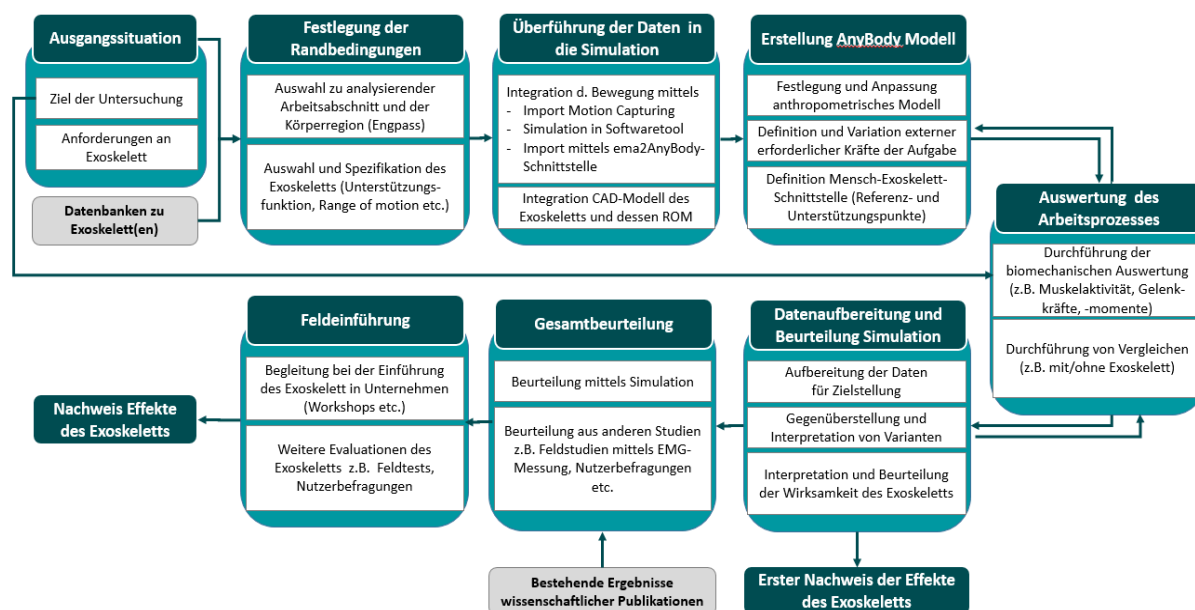 Ausgangssituation
Ziel der Untersuchung
Anforderungen an
Exoskelett
Datenbanken zu
Exoskelett(en)
Festlegung der
Randbedingungen
Auswahl zu analysierender
Arbeitsabschnitt und der
Körperregion (Engpass)
Auswahl und Spezifikation des
Exoskeletts (Unterstützungs-
funktion, Range of motion etc.)
Überführung der Daten in
die Simulation
Integration d. Bewegung mittels
- Import Motion Capturing
- Simulation in Softwaretool
- Import mittels ema2AnyBody-
Schnittstelle
Integration CAD-Modell des
Exoskeletts und dessen ROM
Erstellung AnyBody Modell
Festlegung und Anpassung
anthropometrisches Modell
Definition und Variation externer
erforderlicher Kräfte der Aufgabe
Definition Mensch-Exoskelett-
Schnittstelle (Referenz- und
Unterstützungspunkte)
Auswertung des
Arbeitsprozesses
Durchführung der
biomechanischen Auswertung
(z.B. Muskelaktivität, Gelenk-
kräfte, -momente)
Durchführung von Vergleichen
(z.B. mit/ohne Exoskelett)
Datenaufbereitung und
Beurteilung Simulation
Aufbereitung der Daten
für Zielstellung
Gegenüberstellung und
Interpretation von Varianten
Interpretation und Beurteilung
der Wirksamkeit des Exoskeletts
Erster Nachweis der Effekte
des Exoskeletts
Gesamtbeurteilung
Beurteilung mittels Simulation
Beurteilung aus anderen Studien
z.B. Feldstudien mittels EMG-
Messung, Nutzerbefragungen
etc.
Bestehende Ergebnisse
wissenschaftlicher Publikationen
Feldeinführung
Begleitung bei der Einführung
des Exoskelett in Unternehmen
(Workshops etc.)
Weitere Evaluationen des
Exoskeletts z.B. Feldtests,
Nutzerbefragungen
Nachweis Effekte
des Exoskeletts